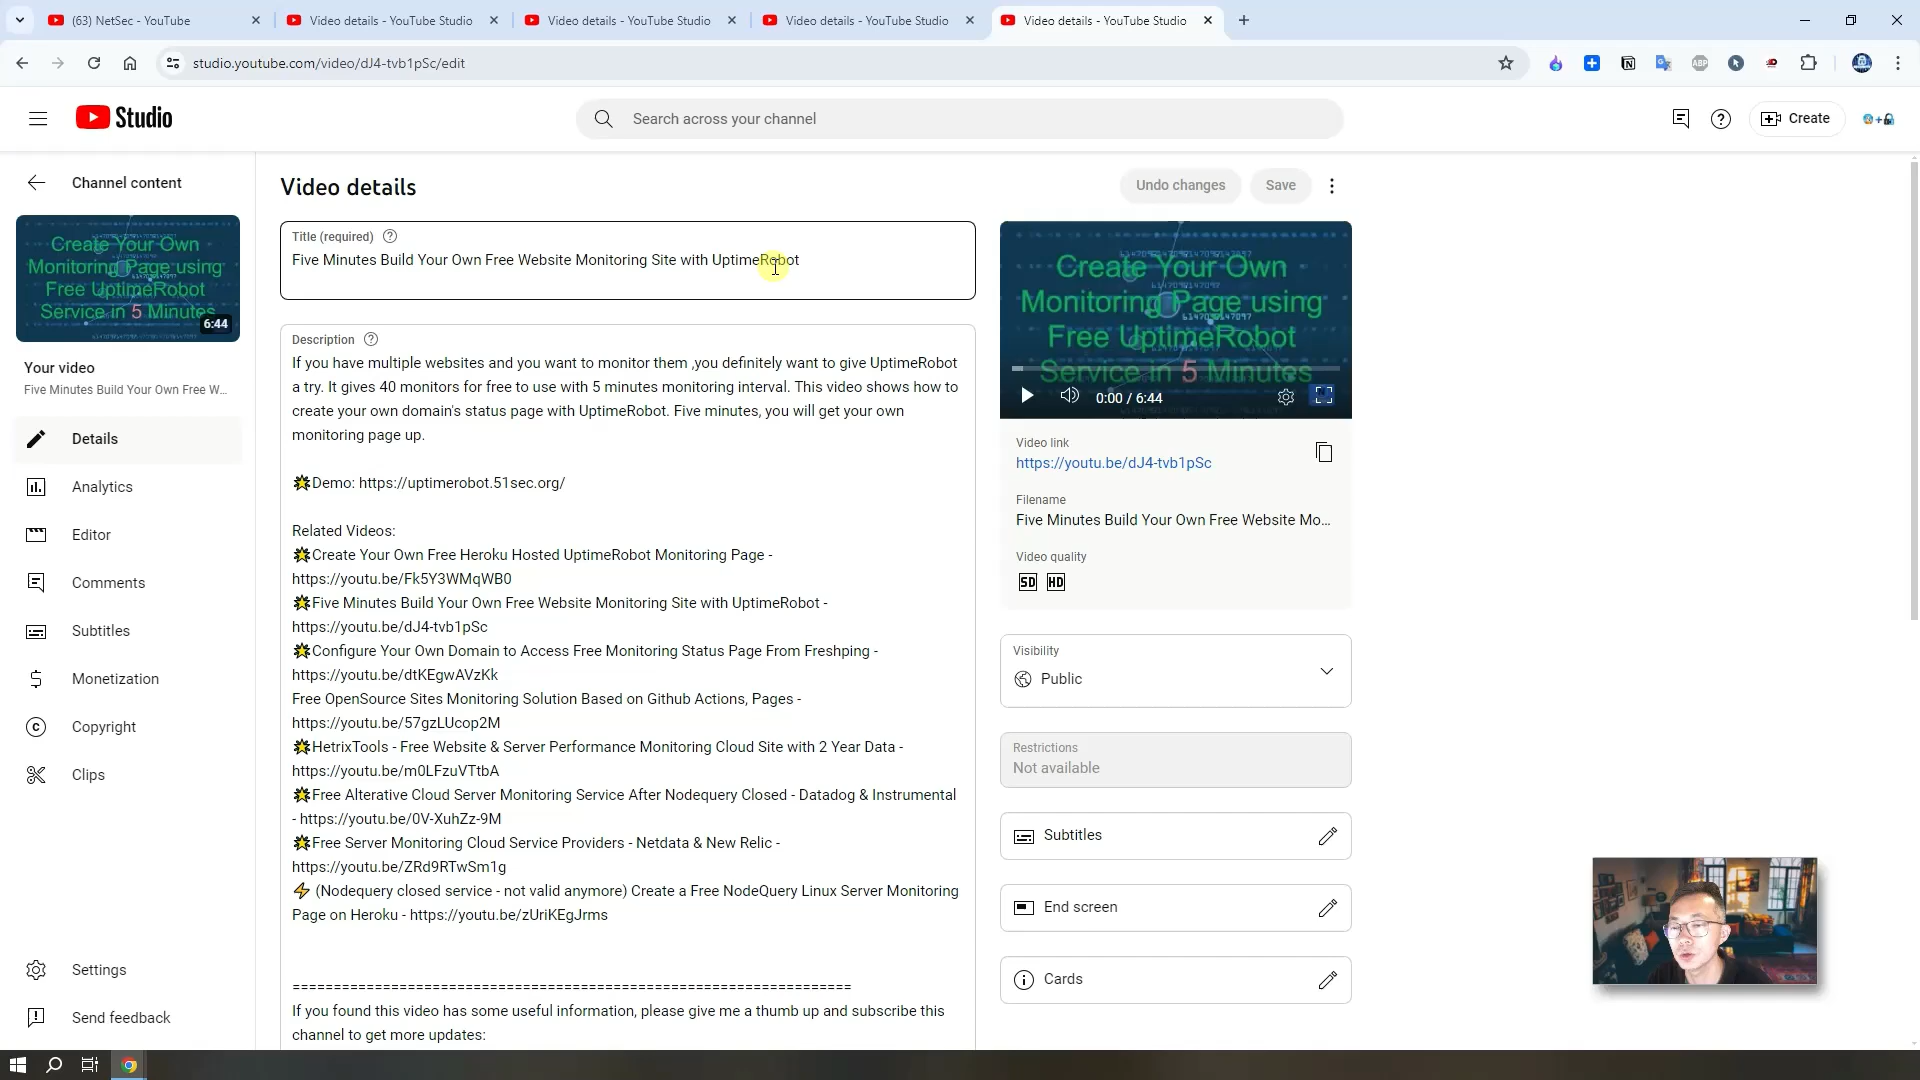 (63) NetSec - YouTube
Video details - YouTube Studio
Video details - YouTube Studio
Video details - YouTube Studio
Video details - YouTube Studio
studio.youtube.com/video/dJ4-tvb1pSc/edit
ABP
Studio
Search across your channel
Create
Channel content
Create Your Own
Monitoring Page using
Free UptimeRobot
Service in 5 Minutes
6:44
Your video
Five Minutes Build Your Own Free W...
Details
Analytics
Editor
Comments
Subtitles
Monetization
Copyright
Clips
Settings
Send feedback
Video details
Undo changes
Save
Title (required)
Five Minutes Build Your Own Free Website Monitoring Site with UptimeRobot
Description
If you have multiple websites and you want to monitor them ,you definitely want to give UptimeRobot
a try. It gives 40 monitors for free to use with 5 minutes monitoring interval. This video shows how to
create your own domain's status page with UptimeRobot. Five minutes, you will get your own
monitoring page up.
🌟Demo: https://uptimerobot.51sec.org/
Related Videos:
🌟Create Your Own Free Heroku Hosted UptimeRobot Monitoring Page -
https://youtu.be/Fk5Y3WMqWB0
🌟Five Minutes Build Your Own Free Website Monitoring Site with UptimeRobot -
https://youtu.be/dJ4-tvb1pSc
🌟Configure Your Own Domain to Access Free Monitoring Status Page From Freshping -
https://youtu.be/dtKEgwAVzKk
Free OpenSource Sites Monitoring Solution Based on Github Actions, Pages -
https://youtu.be/57gzLUcop2M
🌟HetrixTools - Free Website & Server Performance Monitoring Cloud Site with 2 Year Data -
https://youtu.be/m0LFzuVTtbA
🌟Free Alterative Cloud Server Monitoring Service After Nodequery Closed - Datadog & Instrumental
- https://youtu.be/0V-XuhZz-9M
🌟Free Server Monitoring Cloud Service Providers - Netdata & New Relic -
https://youtu.be/ZRd9RTwSm1g
⚡ (Nodequery closed service - not valid anymore) Create a Free NodeQuery Linux Server Monitoring
Page on Heroku - https://youtu.be/zUriKEgJrms
====================================================================
If you found this video has some useful information, please give me a thumb up and subscribe this
channel to get more updates:
Create Your Own
Monitoring Page using
Free UptimeRobot
Service in 5 Minutes
0:00 / 6:44
Video link
https://youtu.be/dJ4-tvb1pSc
Filename
Five Minutes Build Your Own Free Website Mo...
Video quality
SD HD
Visibility
Public
Restrictions
Not available
Subtitles
End screen
Cards